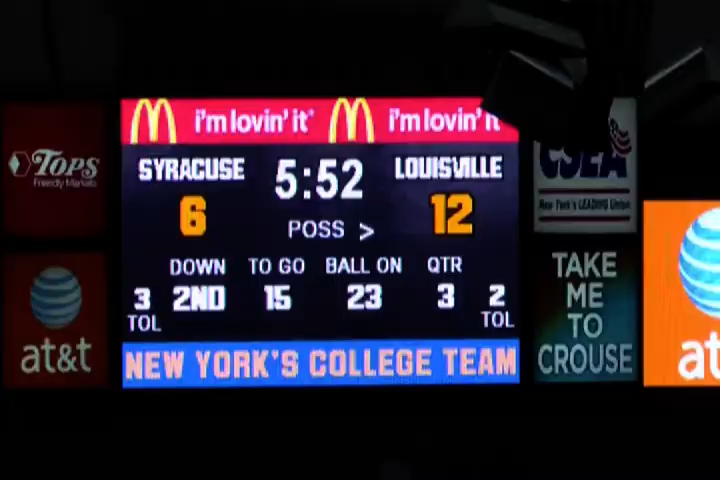 i'm lovin' it® i'm lovin' it
TOPS
Friendly Markets
SYRACUSE 5:52 LOUISVILLE
6 POSS > 12
CSEA
New York's LEADING Union
DOWN TO GO BALL ON QTR
3 2ND 15 23 3 2
TOL TOL
at&t
TAKE
ME
TO
CROUSE
at
NEW YORK'S COLLEGE TEAM